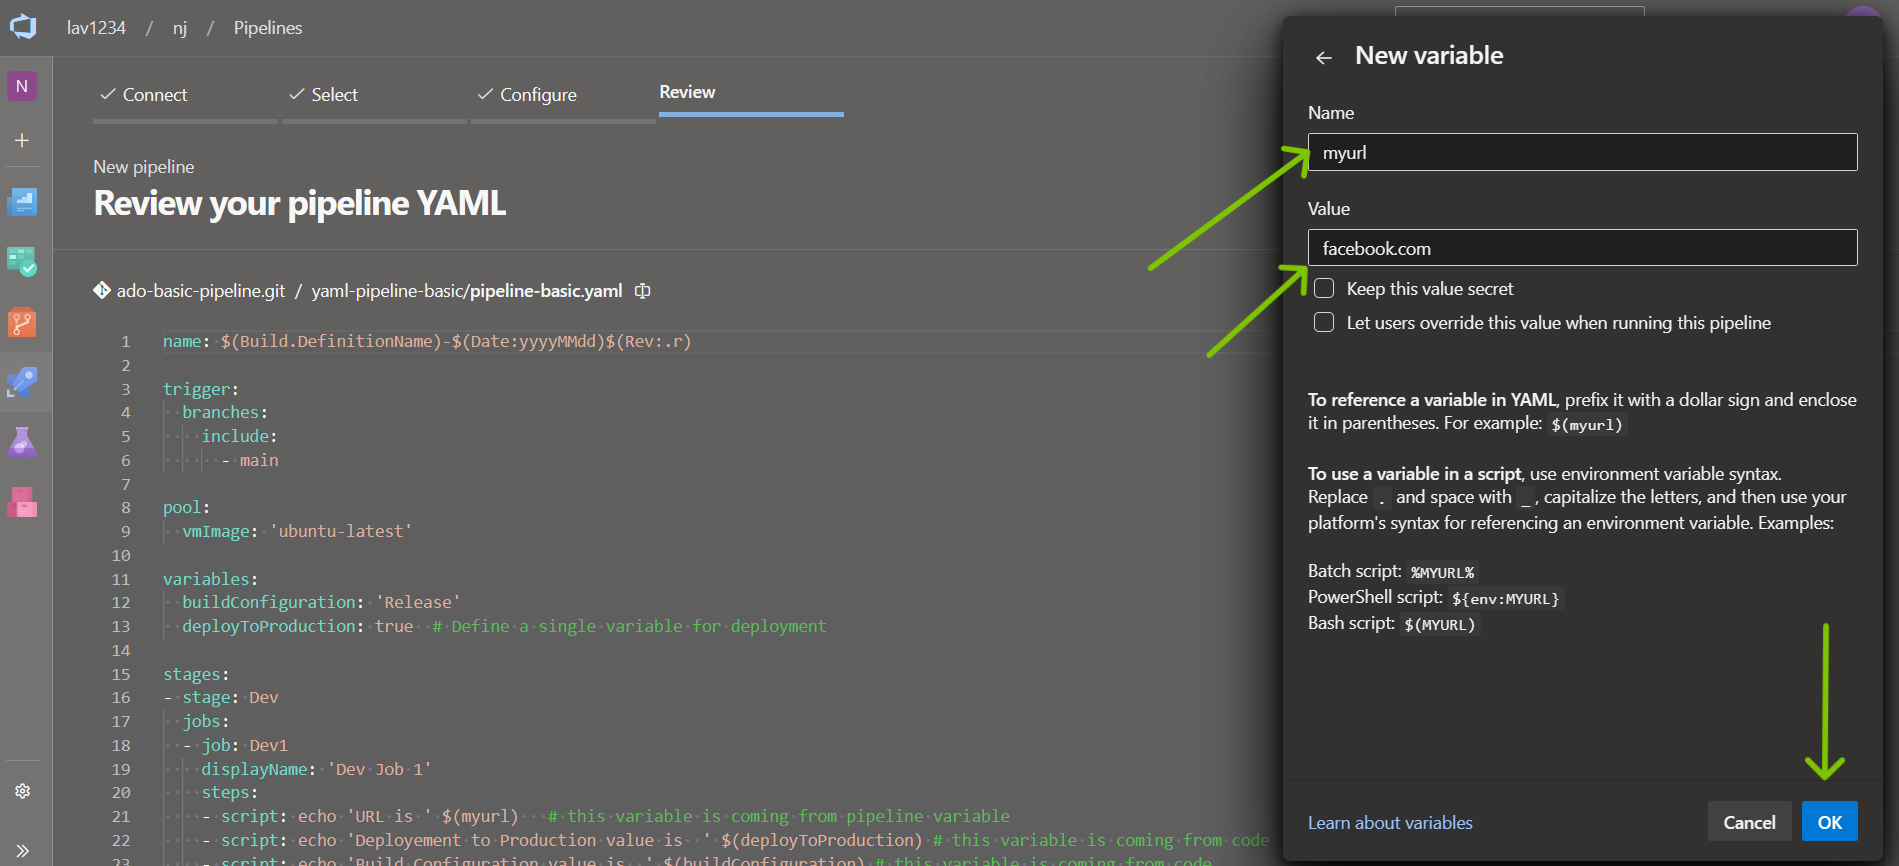 lav1234 / nj / Pipelines
N
Connect
Select
Configure
Review
New pipeline
Review your pipeline YAML
ado-basic-pipeline.git / yaml-pipeline-basic/pipeline-basic.yaml
1 name: $(Build.DefinitionName)-$(Date:yyyyMMdd)$(Rev:.r)
2
3 trigger:
4   branches:
5     include:
6       - main
7
8 pool:
9   vmImage: 'ubuntu-latest'
10
11 variables:
12   buildConfiguration: 'Release'
13   deployToProduction: true  # Define a single variable for deployment
14
15 stages:
16 - stage: Dev
17   jobs:
18   - job: Dev1
19     displayName: 'Dev Job 1'
20     steps:
21     - script: echo 'URL is ' $(myurl)   # this variable is coming from pipeline variable
22     - script: echo 'Deployement to Production value is  ' $(deployToProduction) # this variable is coming from code
23     - script: echo 'Build Configuration value is  ' $(buildConfiguration) # this variable is coming from code
New variable
Name
myurl
Value
facebook.com
Keep this value secret
Let users override this value when running this pipeline
To reference a variable in YAML, prefix it with a dollar sign and enclose
it in parentheses. For example: $(myurl)
To use a variable in a script, use environment variable syntax.
Replace . and space with _, capitalize the letters, and then use your
platform's syntax for referencing an environment variable. Examples:
Batch script: %MYURL%
PowerShell script: ${env:MYURL}
Bash script: $(MYURL)
Learn about variables
Cancel
OK